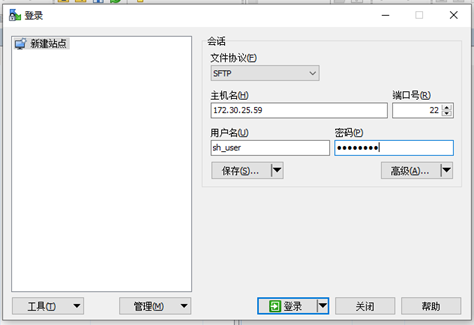 登录
新建站点
会话
文件协议(F)
SFTP
主机名(H)
端口号(R)
172.30.25.59
22
用户名(U)
密码(P)
sh_user
••••••••
保存(S)...
高级(A)...
工具(T)
管理(M)
登录
关闭
帮助